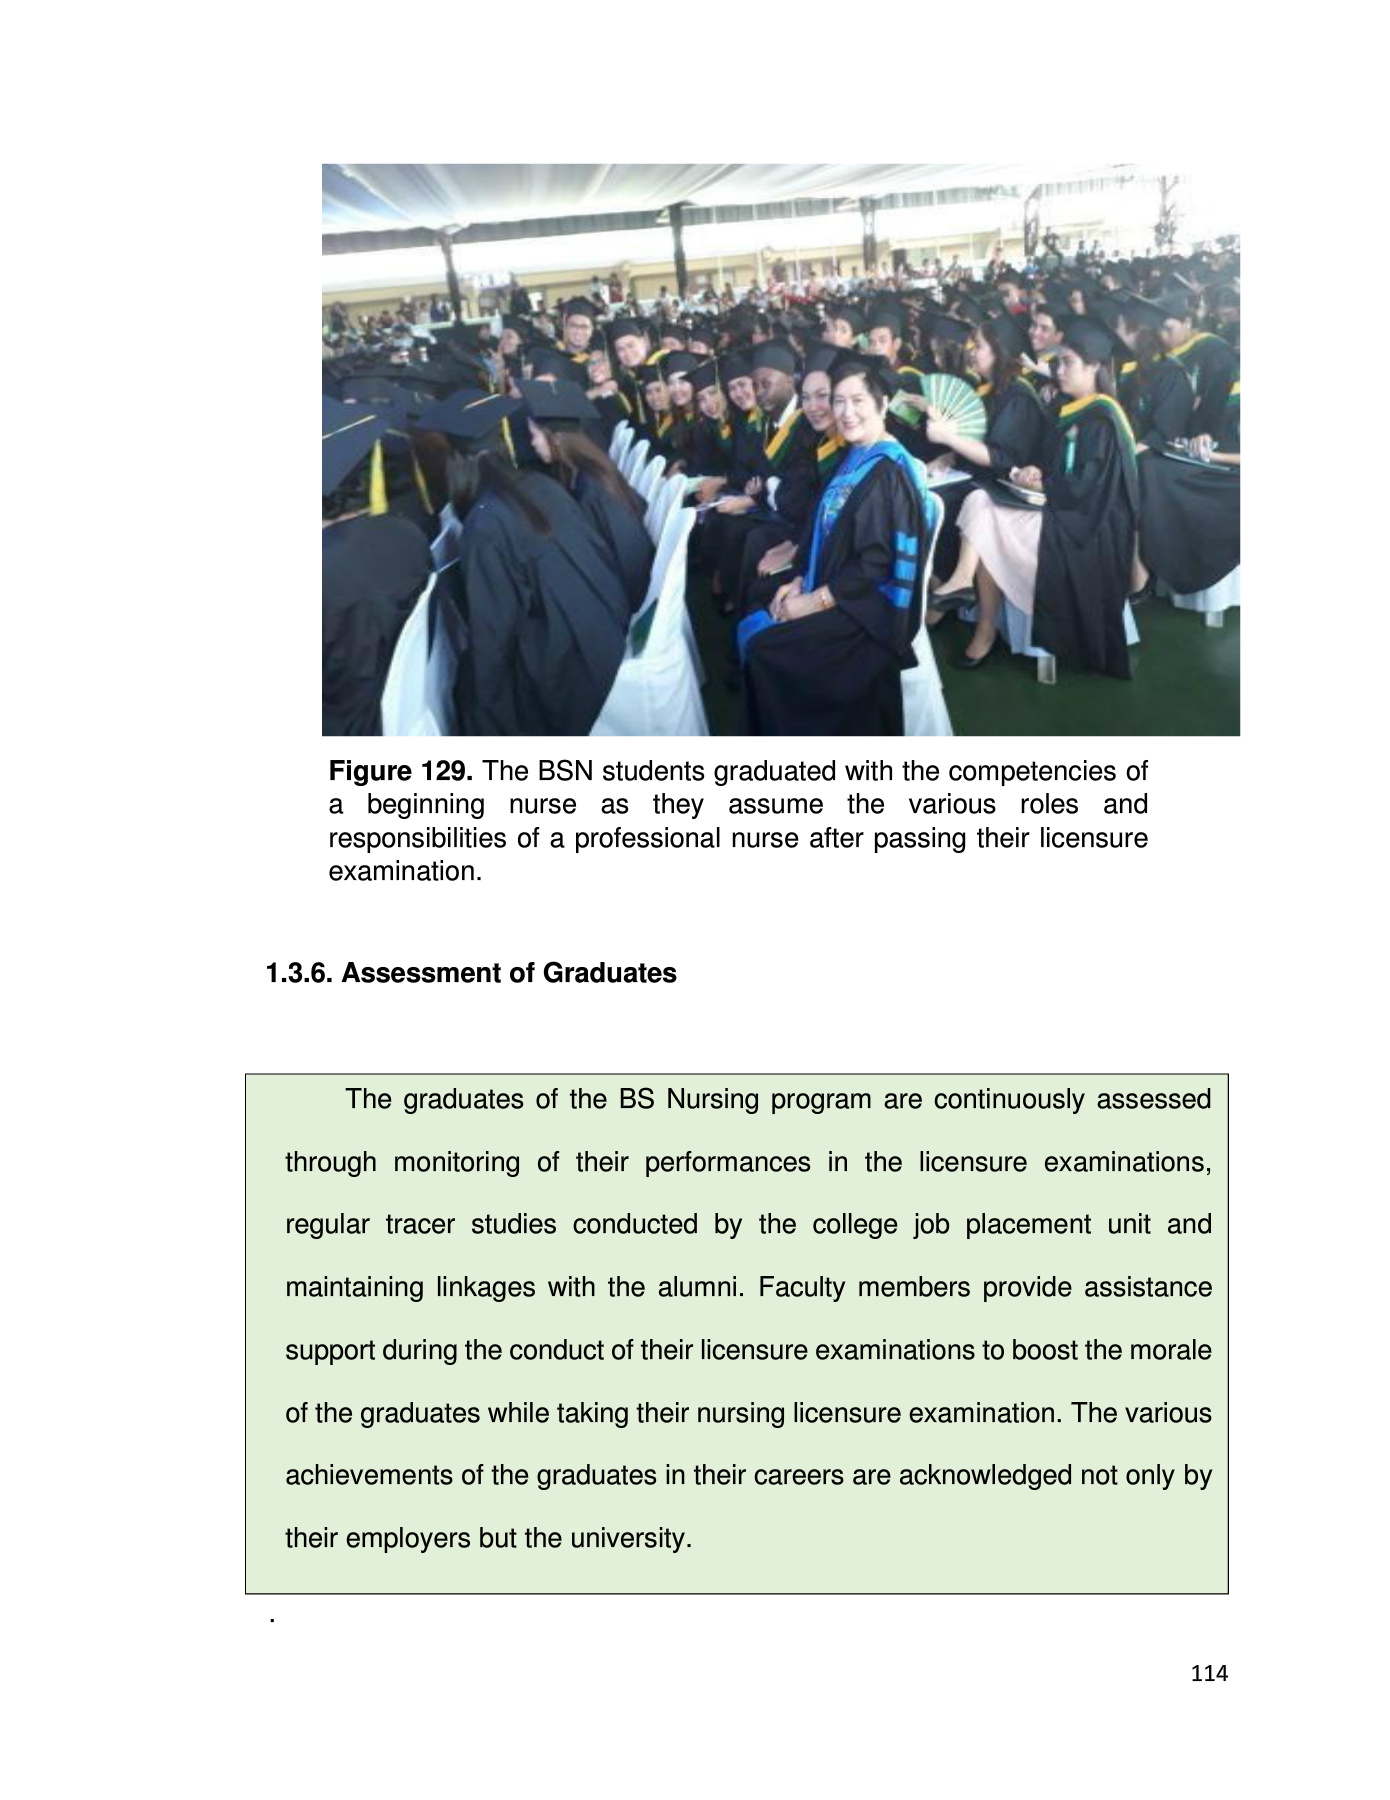 Figure 129. The BSN students graduated with the competencies of
a beginning nurse as they assume the various roles and
responsibilities of a professional nurse after passing their licensure
examination.
1.3.6. Assessment of Graduates
The graduates of the BS Nursing program are continuously assessed
through monitoring of their performances in the licensure examinations,
regular tracer studies conducted by the college job placement unit and
maintaining linkages with the alumni. Faculty members provide assistance
support during the conduct of their licensure examinations to boost the morale
of the graduates while taking their nursing licensure examination. The various
achievements of the graduates in their careers are acknowledged not only by
their employers but the university.
.
114